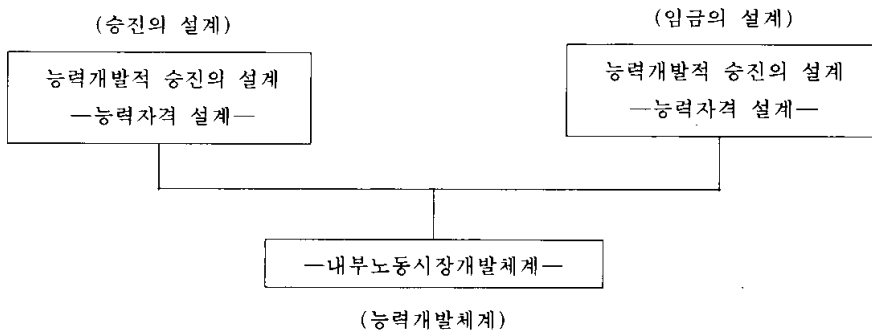 (승진의 설계)
(임금의 설계)
능력개발적 승진의 설계
—능력자격 설계—
능력개발적 승진의 설계
—능력자격 설계—
—내부노동시장개발체계—
(능력개발체계)